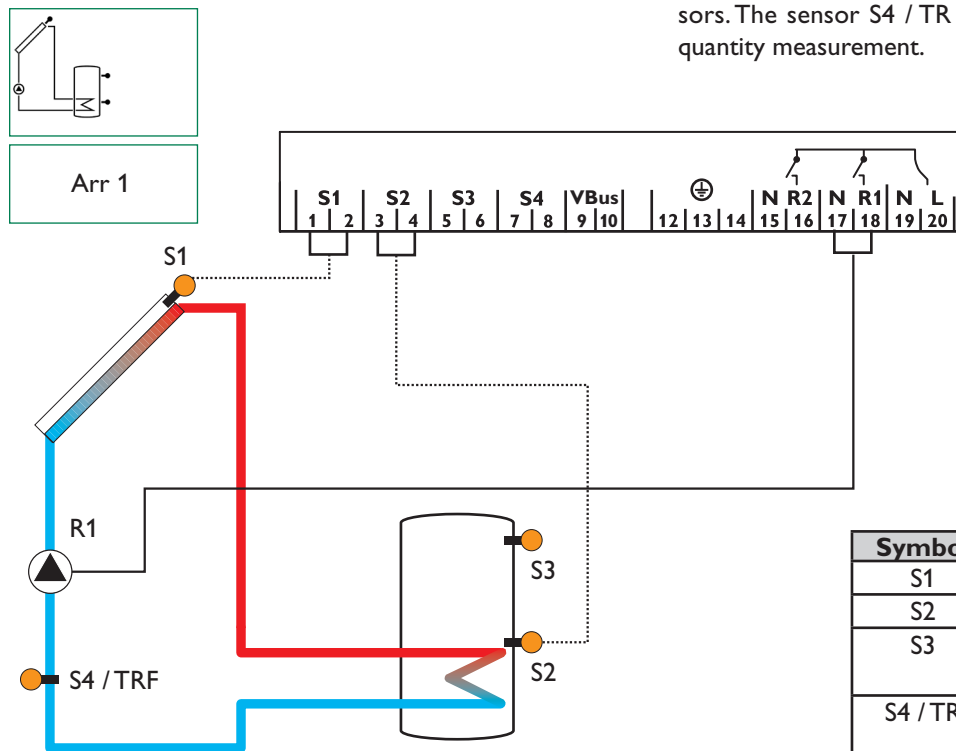 sors. The sensor S4 / TR
quantity measurement.
Arr 1
S1 S2 S3 S4 VBus N R2 N R1 N L
1 2 3 4 5 6 7 8 9 10 12 13 14 15 16 17 18 19 20
S1
R1
S3
S2
S4 / TRF
Symbo
S1
S2
S3
S4 / TR